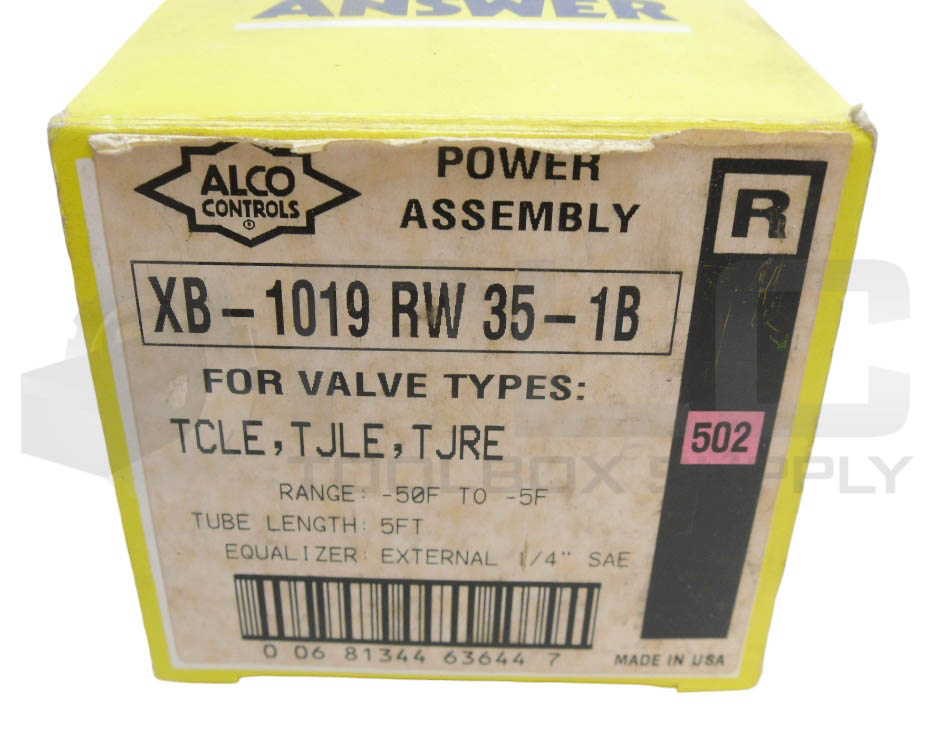 ANSWER
ALCO
CONTROLS
®
POWER
ASSEMBLY
R
XB-1019 RW 35-1B
FOR VALVE TYPES:
TCLE,TJLE,TJRE
502
TOOLBOX SUPPLY
RANGE: -50F TO -5F
TUBE LENGTH: 5FT
EQUALIZER: EXTERNAL 1/4" SAE
0 06 81344 63644 7
MADE IN USA